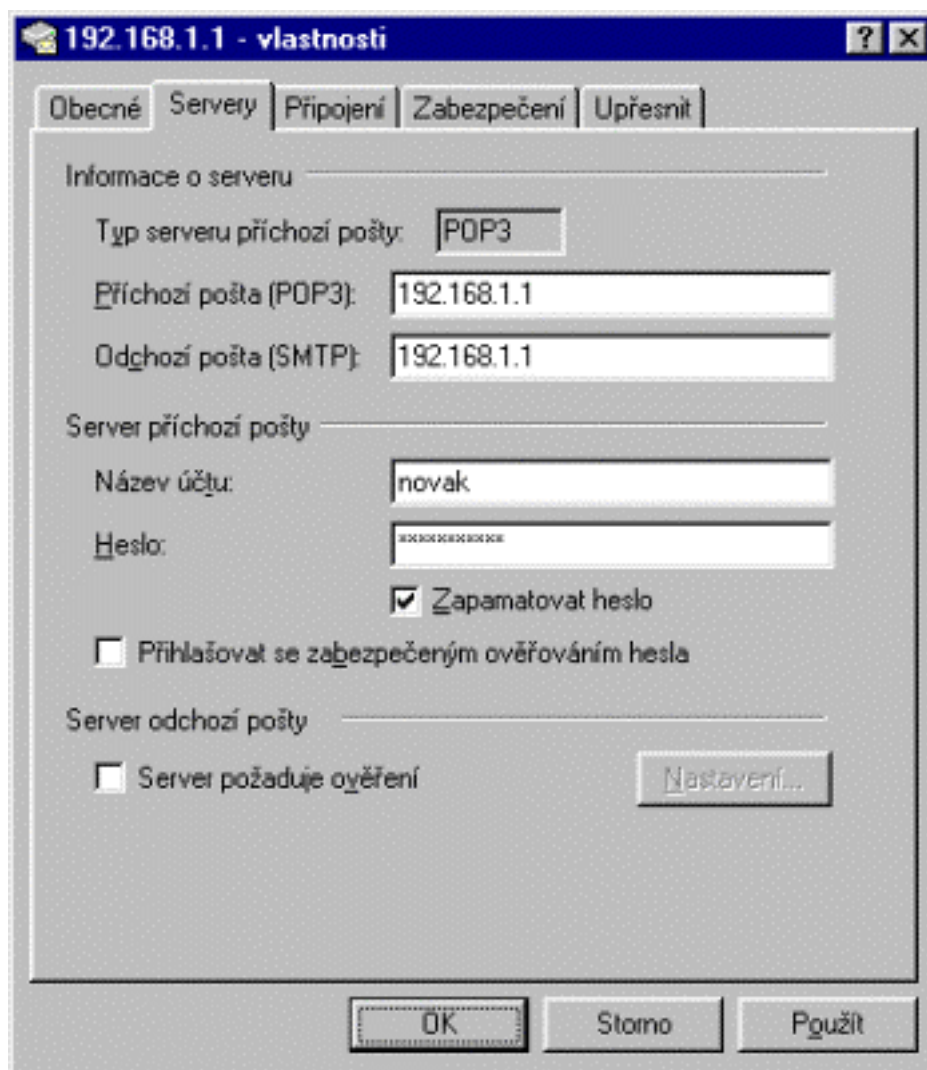 192.168.1.1 - vlastnosti
Obecné Servery Připojení Zabezpečení Upřesnit
Informace o serveru
Typ serveru příchozí pošty: POP3
Příchozí pošta (POP3): 192.168.1.1
Odchozí pošta (SMTP): 192.168.1.1
Server příchozí pošty
Název účtu: novak
Heslo: ***********
Zapamatovat heslo
Přihlašovat se zabezpečeným ověřováním hesla
Server odchozí pošty
Server požaduje ověření Nastavení...
OK Storno Použít